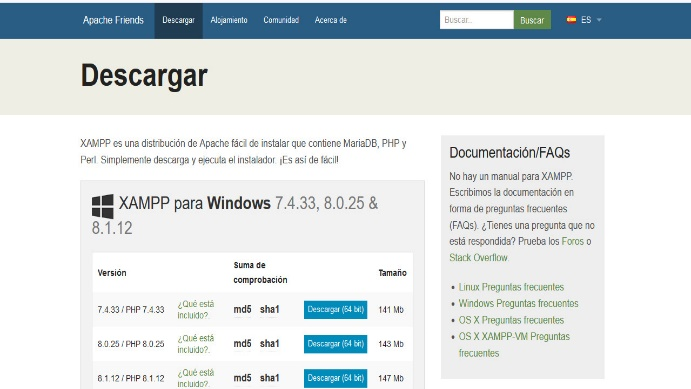 Apache Friends Descargar Alojamiento Comunidad Acerca de Buscar.. Buscar ES
Descargar
XAMPP es una distribución de Apache fácil de instalar que contiene MariaDB, PHP y
Perl. Simplemente descarga y ejecuta el instalador. ¡Es así de fácil!
XAMPP para Windows 7.4.33, 8.0.25 &
8.1.12
Versión Suma de comprobación Tamaño
7.4.33 / PHP 7.4.33 ¿Qué está incluido?. md5 sha1 Descargar (64 bit) 141 Mb
8.0.25 / PHP 8.0.25 ¿Qué está incluido?. md5 sha1 Descargar (64 bit) 143 Mb
8.1.12 / PHP 8.1.12 ¿Qué está incluido?. md5 sha1 Descargar (64 bit) 147 Mb
Documentación/FAQs
No hay un manual para XAMPP.
Escribimos la documentación en
forma de preguntas frecuentes
(FAQs). ¿Tienes una pregunta que no
está respondida? Prueba los Foros o
Stack Overflow.
Linux Preguntas frecuentes
Windows Preguntas frecuentes
OS X Preguntas frecuentes
OS X XAMPP-VM Preguntas
frecuentes